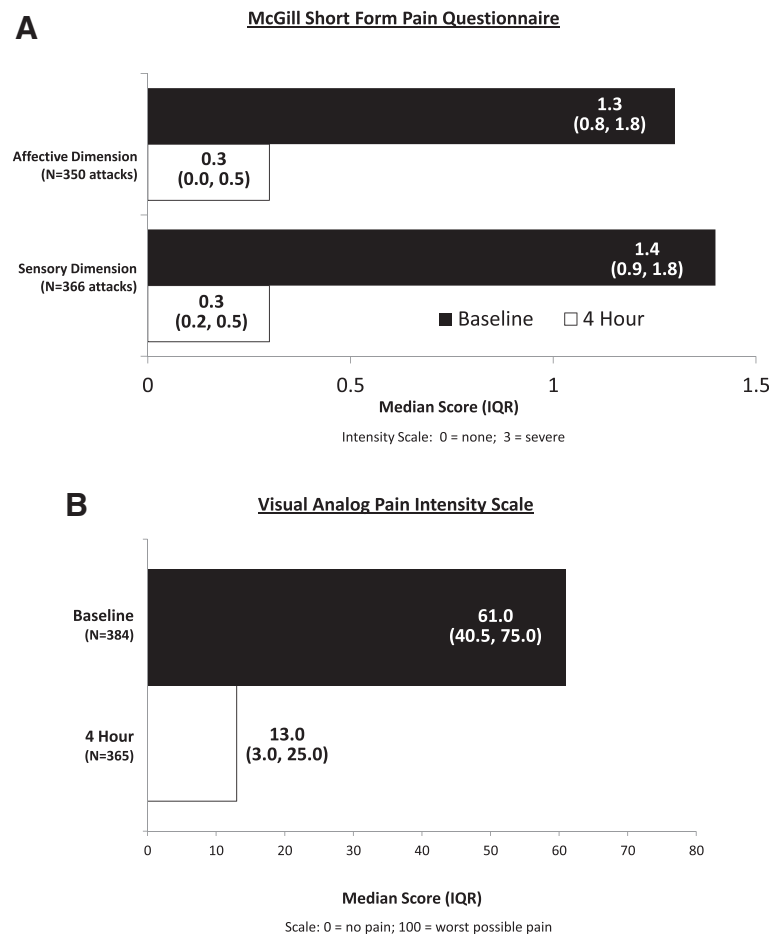 A
McGill Short Form Pain Questionnaire
1.3
(0.8, 1.8)
Affective Dimension
(N=350 attacks)
0.3
(0.0, 0.5)
1.4
(0.9, 1.8)
Sensory Dimension
(N=366 attacks)
0.3
(0.2, 0.5)
Baseline
4 Hour
0
0.5
1
1.5
Median Score (IQR)
Intensity Scale: 0 = none; 3 = severe
B
Visual Analog Pain Intensity Scale
Baseline
(N=384)
61.0
(40.5, 75.0)
4 Hour
(N=365)
13.0
(3.0, 25.0)
0
10
20
30
40
50
60
70
80
Median Score (IQR)
Scale: 0 = no pain; 100 = worst possible pain